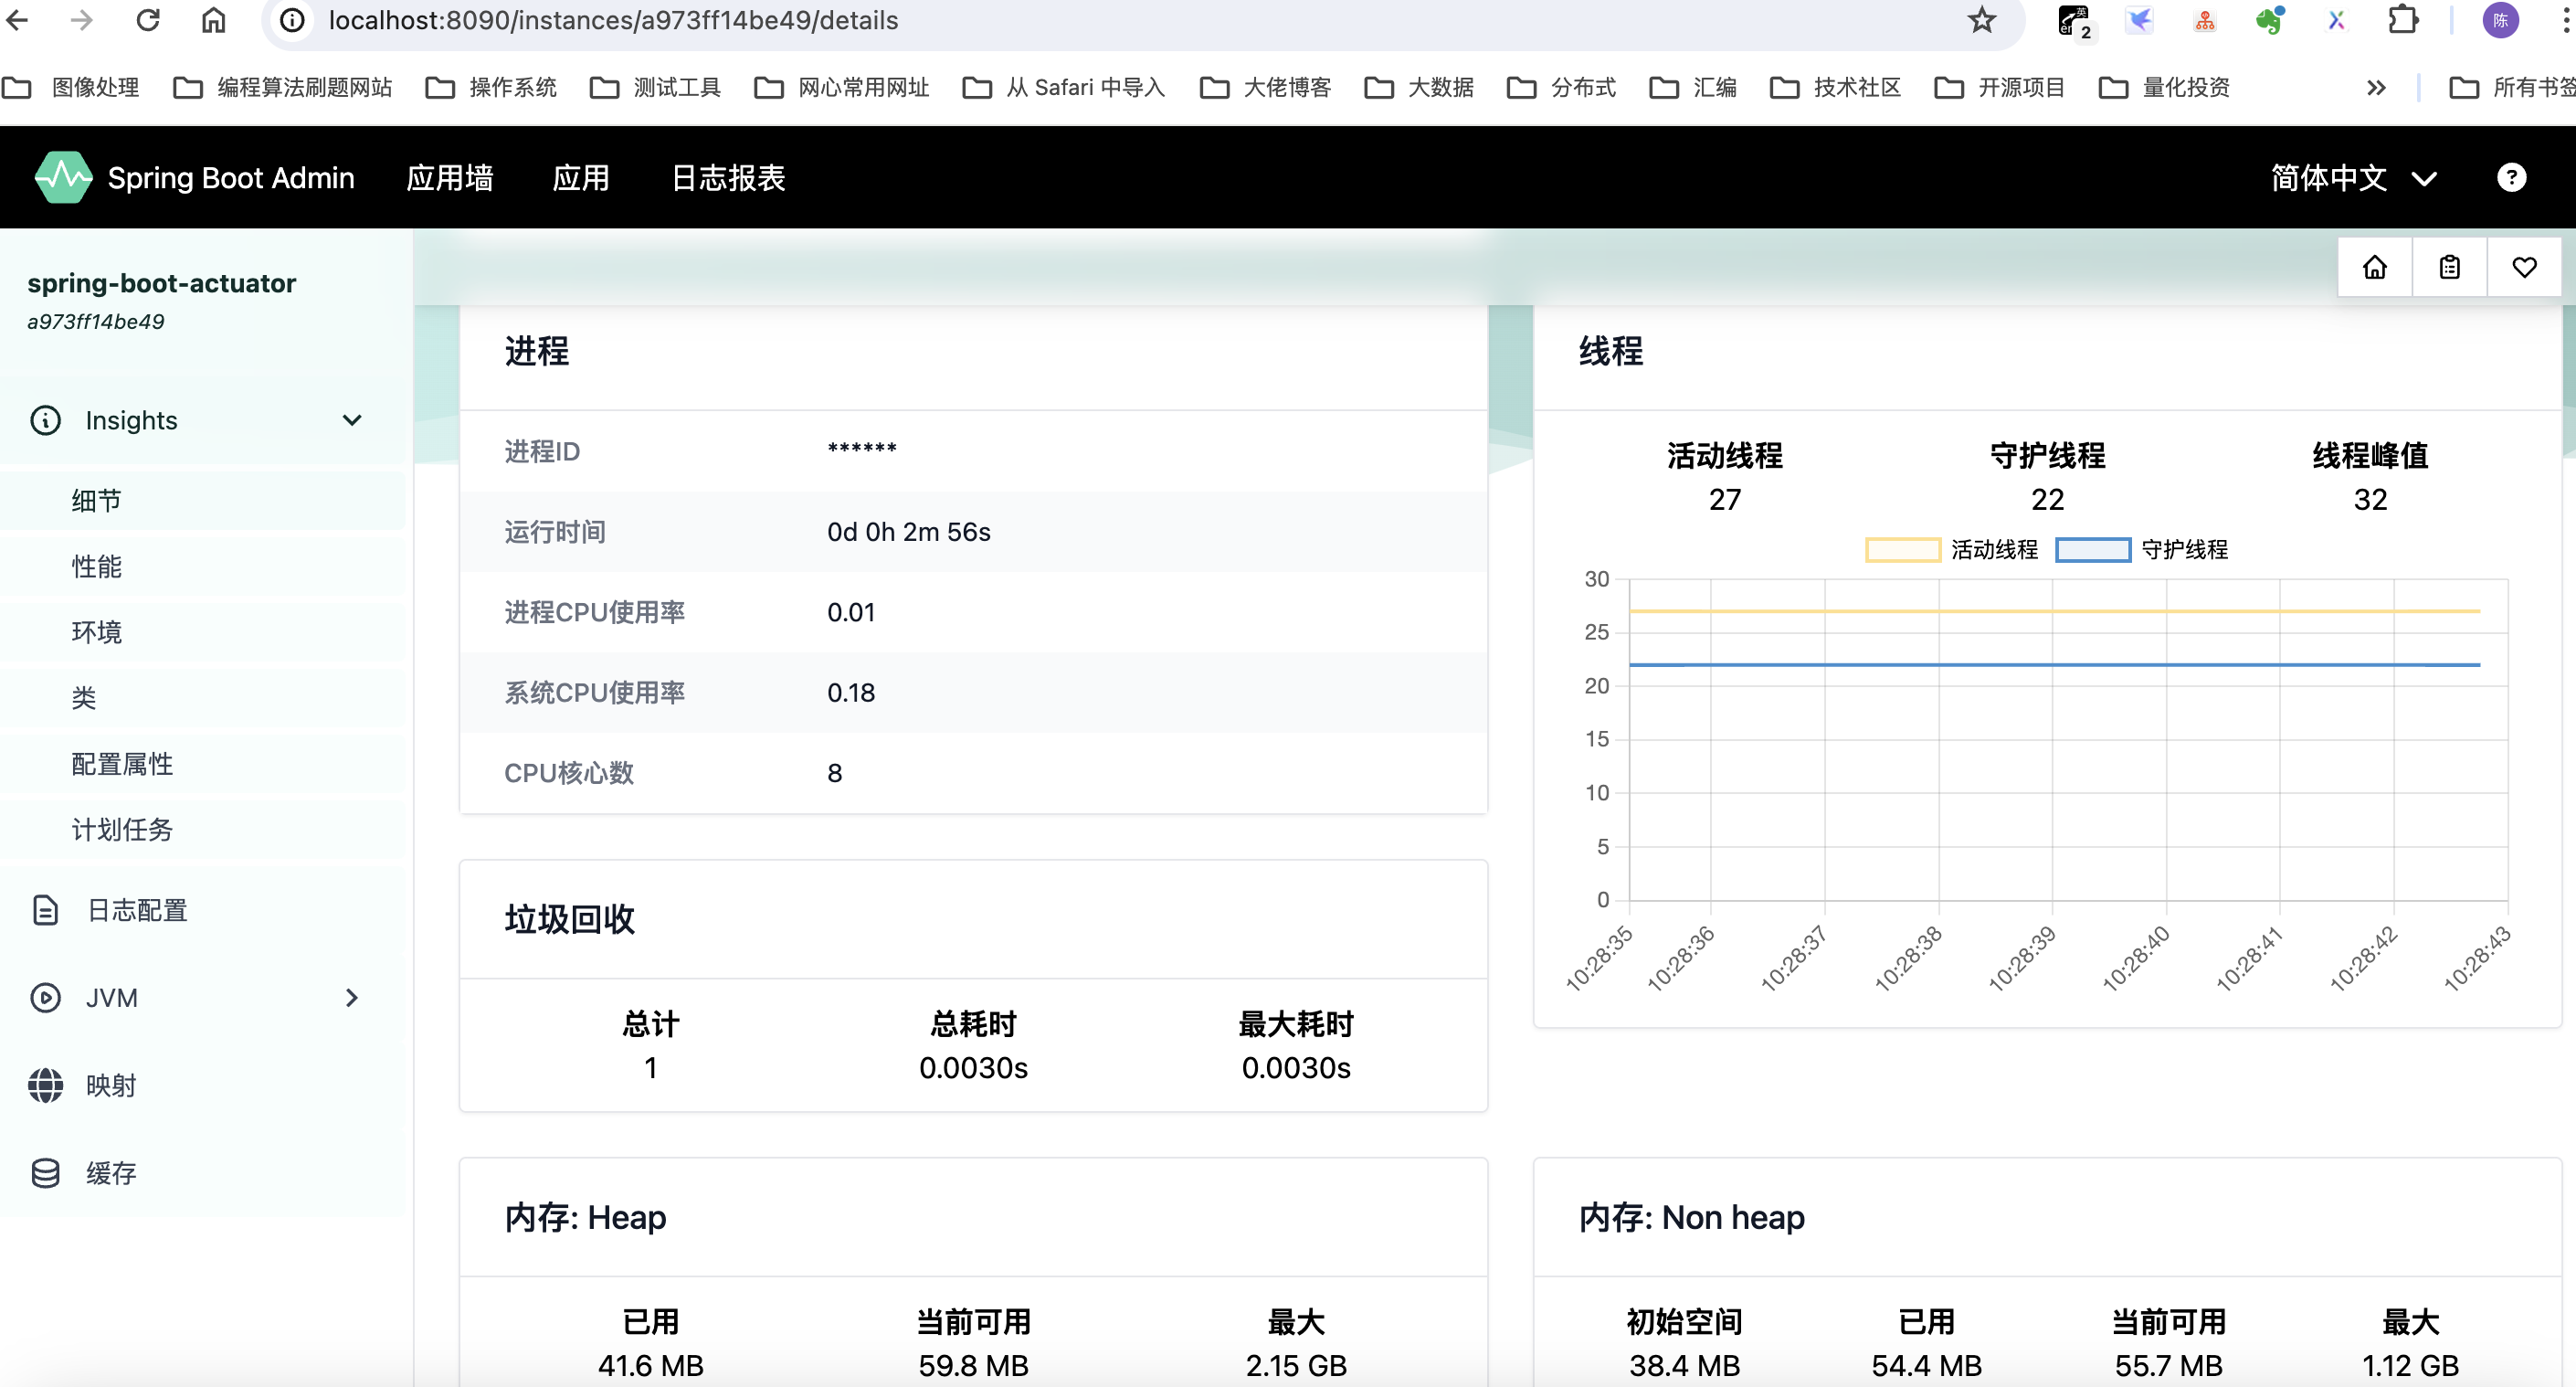 localhost:8090/instances/a973ff14be49/details
英
en
2
陈
图像处理
编程算法刷题网站
操作系统
测试工具
网心常用网址
从 Safari 中导入
大佬博客
大数据
分布式
汇编
技术社区
开源项目
量化投资
所有书签
Spring Boot Admin
应用墙
应用
日志报表
简体中文
spring-boot-actuator
a973ff14be49
Insights
细节
性能
环境
类
配置属性
计划任务
日志配置
JVM
映射
缓存
进程
进程ID ******
运行时间 0d 0h 2m 56s
进程CPU使用率 0.01
系统CPU使用率 0.18
CPU核心数 8
线程
活动线程 守护线程 线程峰值
27 22 32
活动线程 守护线程
30
25
20
15
10
5
0
10:28:35 10:28:36 10:28:37 10:28:38 10:28:39 10:28:40 10:28:41 10:28:42 10:28:43
垃圾回收
总计 总耗时 最大耗时
1 0.0030s 0.0030s
内存: Heap
已用 当前可用 最大
41.6 MB 59.8 MB 2.15 GB
内存: Non heap
初始空间 已用 当前可用 最大
38.4 MB 54.4 MB 55.7 MB 1.12 GB